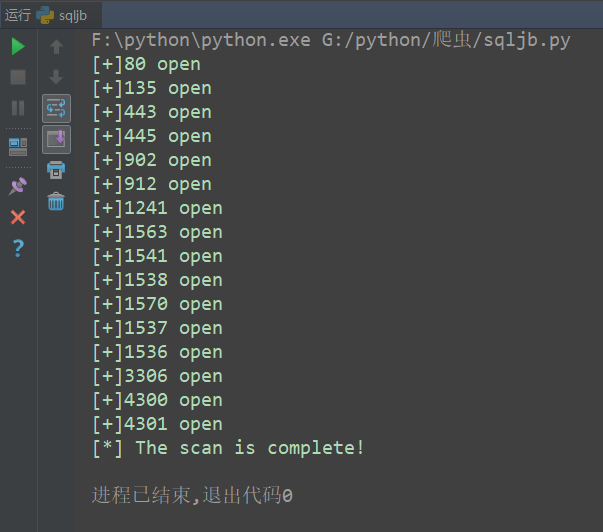 运行 sqljb
F:\python\python.exe G:/python/爬虫/sqljb.py
[+]80 open
[+]135 open
[+]443 open
[+]445 open
[+]902 open
[+]912 open
[+]1241 open
[+]1563 open
[+]1541 open
[+]1538 open
[+]1570 open
[+]1537 open
[+]1536 open
[+]3306 open
[+]4300 open
[+]4301 open
[*] The scan is complete!
进程已结束,退出代码0